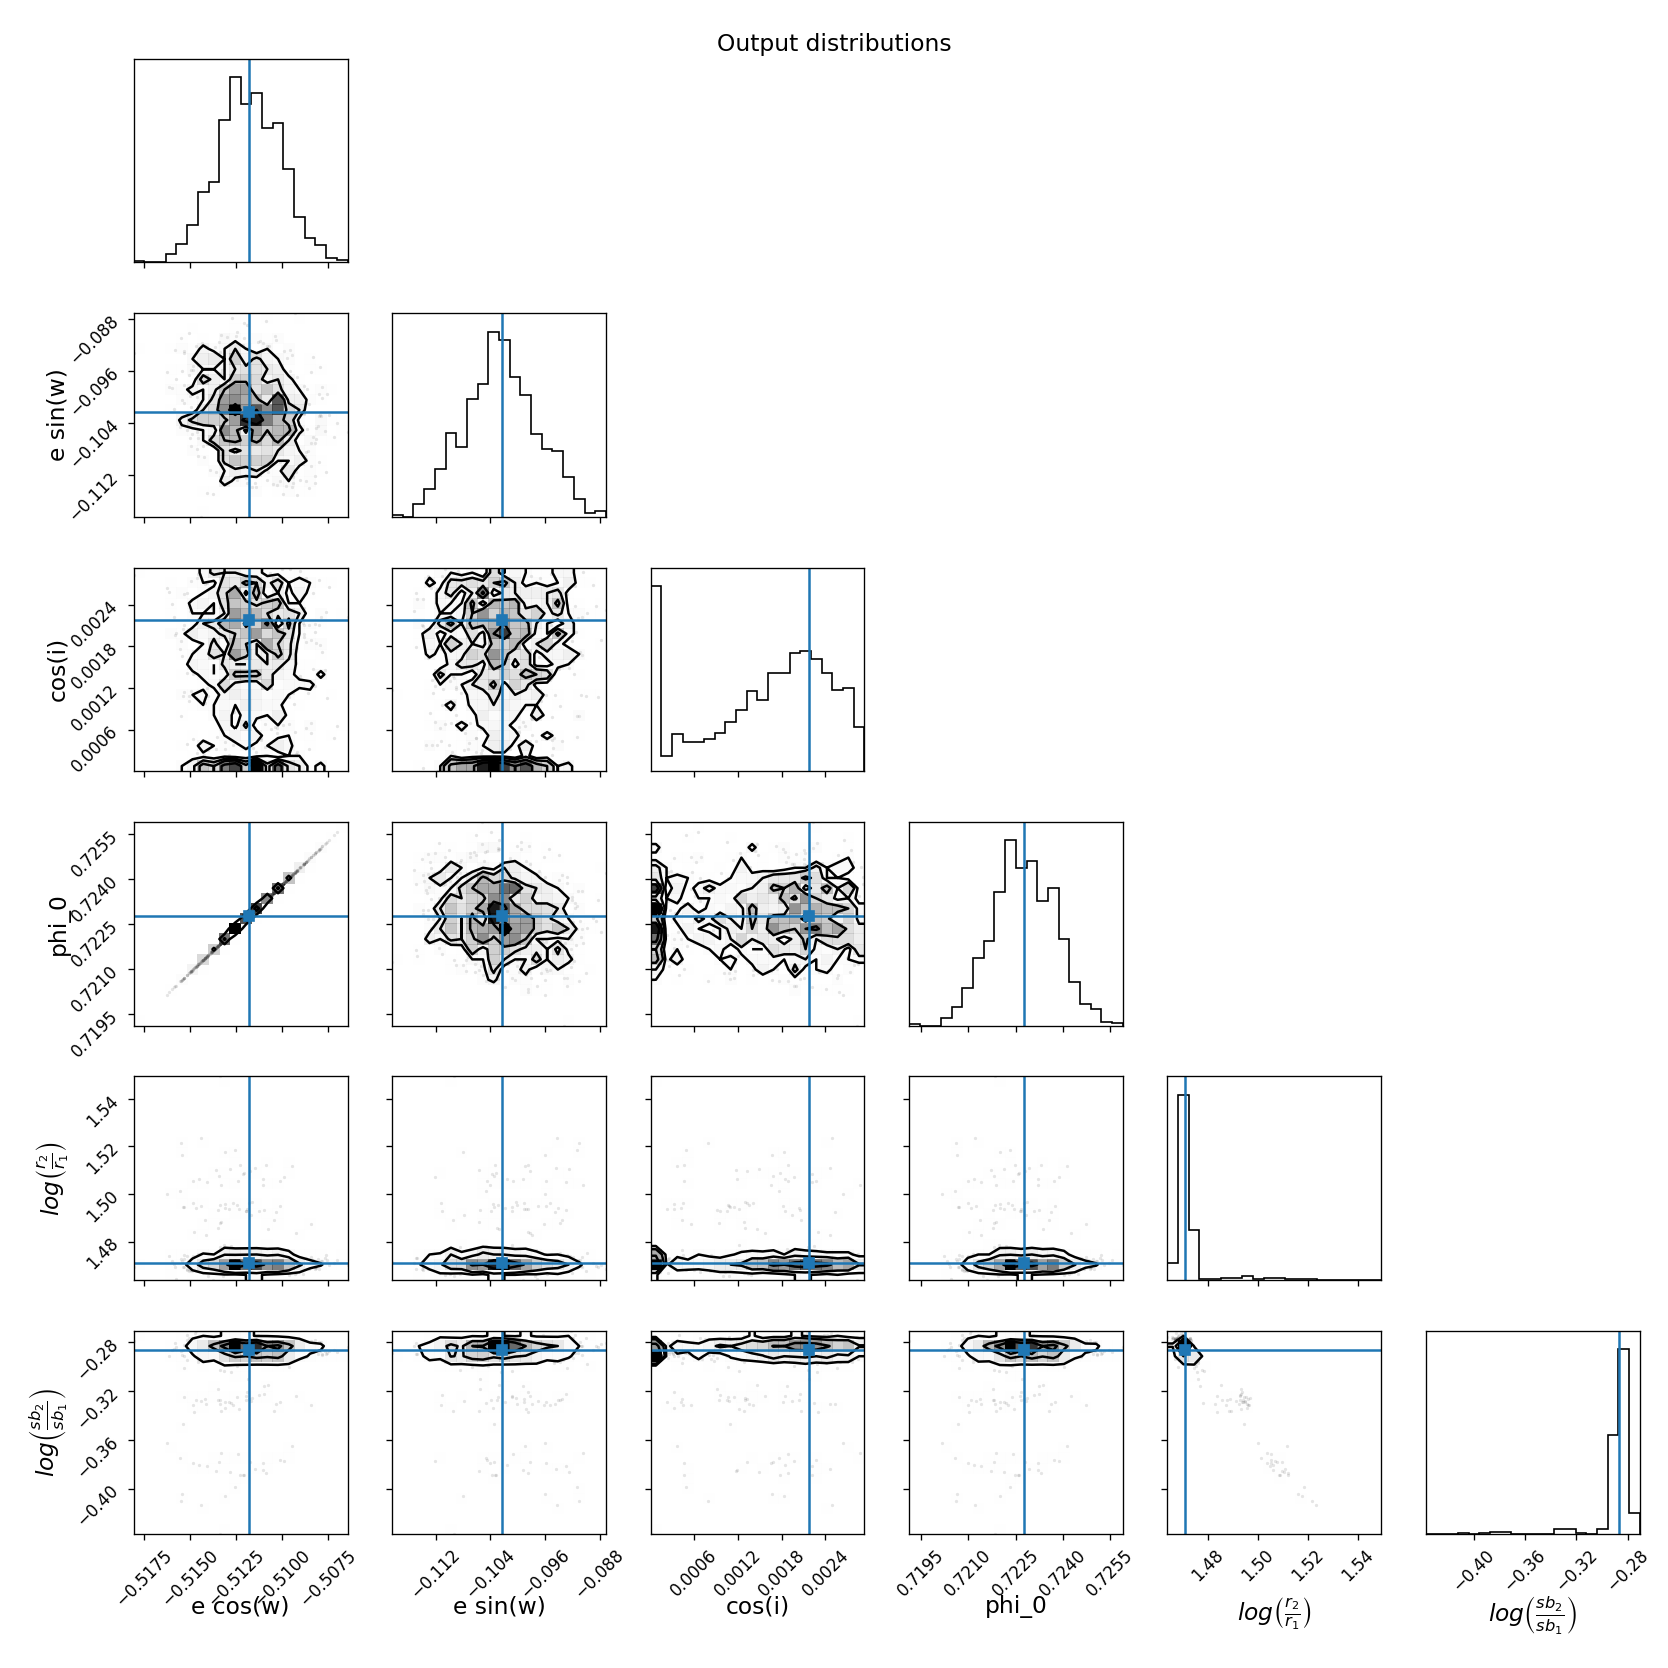 Output distributions
e sin(w)
−0.088
−0.096
−0.104
−0.112
cos(i)
0.0024
0.0018
0.0012
0.0006
phi_0
0.7255
0.7240
0.7225
0.7210
0.7195
log(r₂/r₁)
1.54
1.52
1.50
1.48
log(sb₂/sb₁)
−0.28
−0.32
−0.36
−0.40
−0.5175 −0.5150 −0.5125 −0.5100 −0.5075
e cos(w)
−0.112 −0.104 −0.096 −0.088
e sin(w)
0.0006 0.0012 0.0018 0.0024
cos(i)
0.7195 0.7210 0.7225 0.7240 0.7255
phi_0
1.48 1.50 1.52 1.54
log(r₂/r₁)
−0.40 −0.36 −0.32 −0.28
log(sb₂/sb₁)